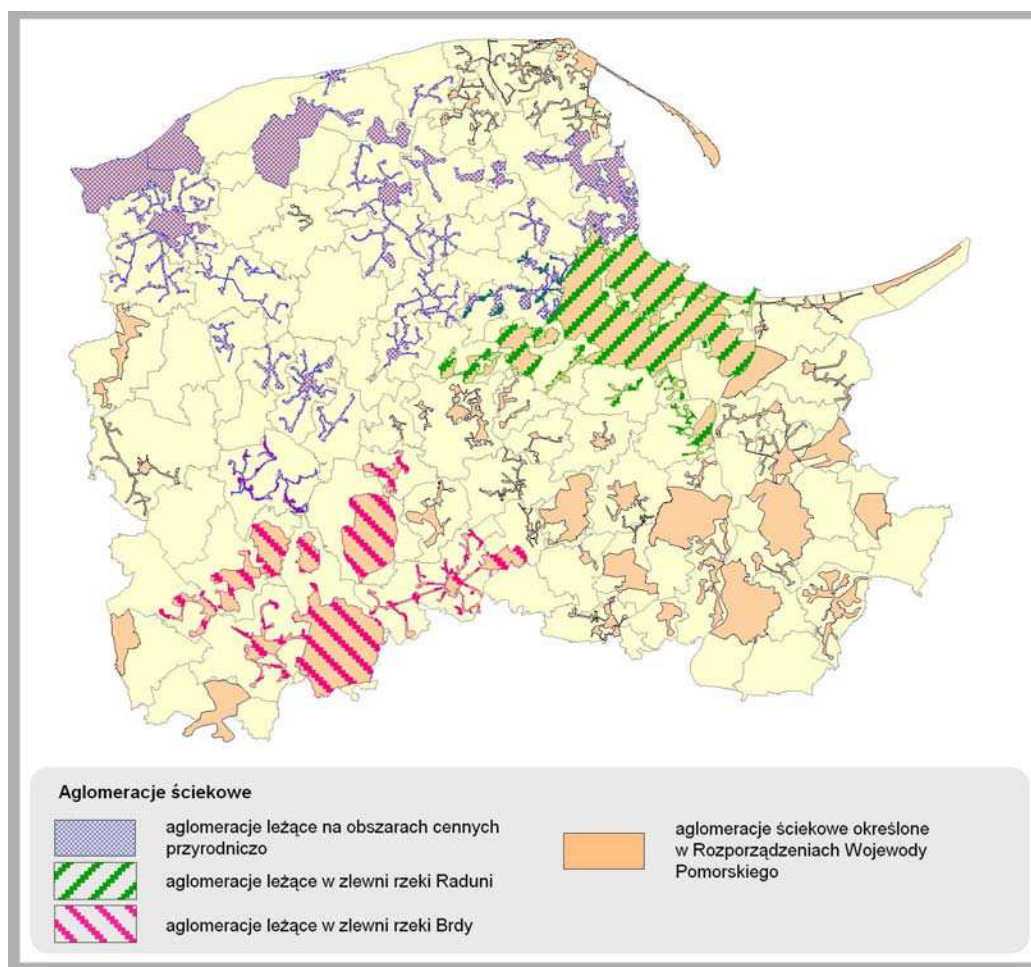 Aglomeracje ściekowe
aglomeracje leżące na obszarach cennych
przyrodniczo
aglomeracje leżące w zlewni rzeki Raduni
aglomeracje leżące w zlewni rzeki Brdy
aglomeracje ściekowe określone
w Rozporządzeniach Wojewody
Pomorskiego